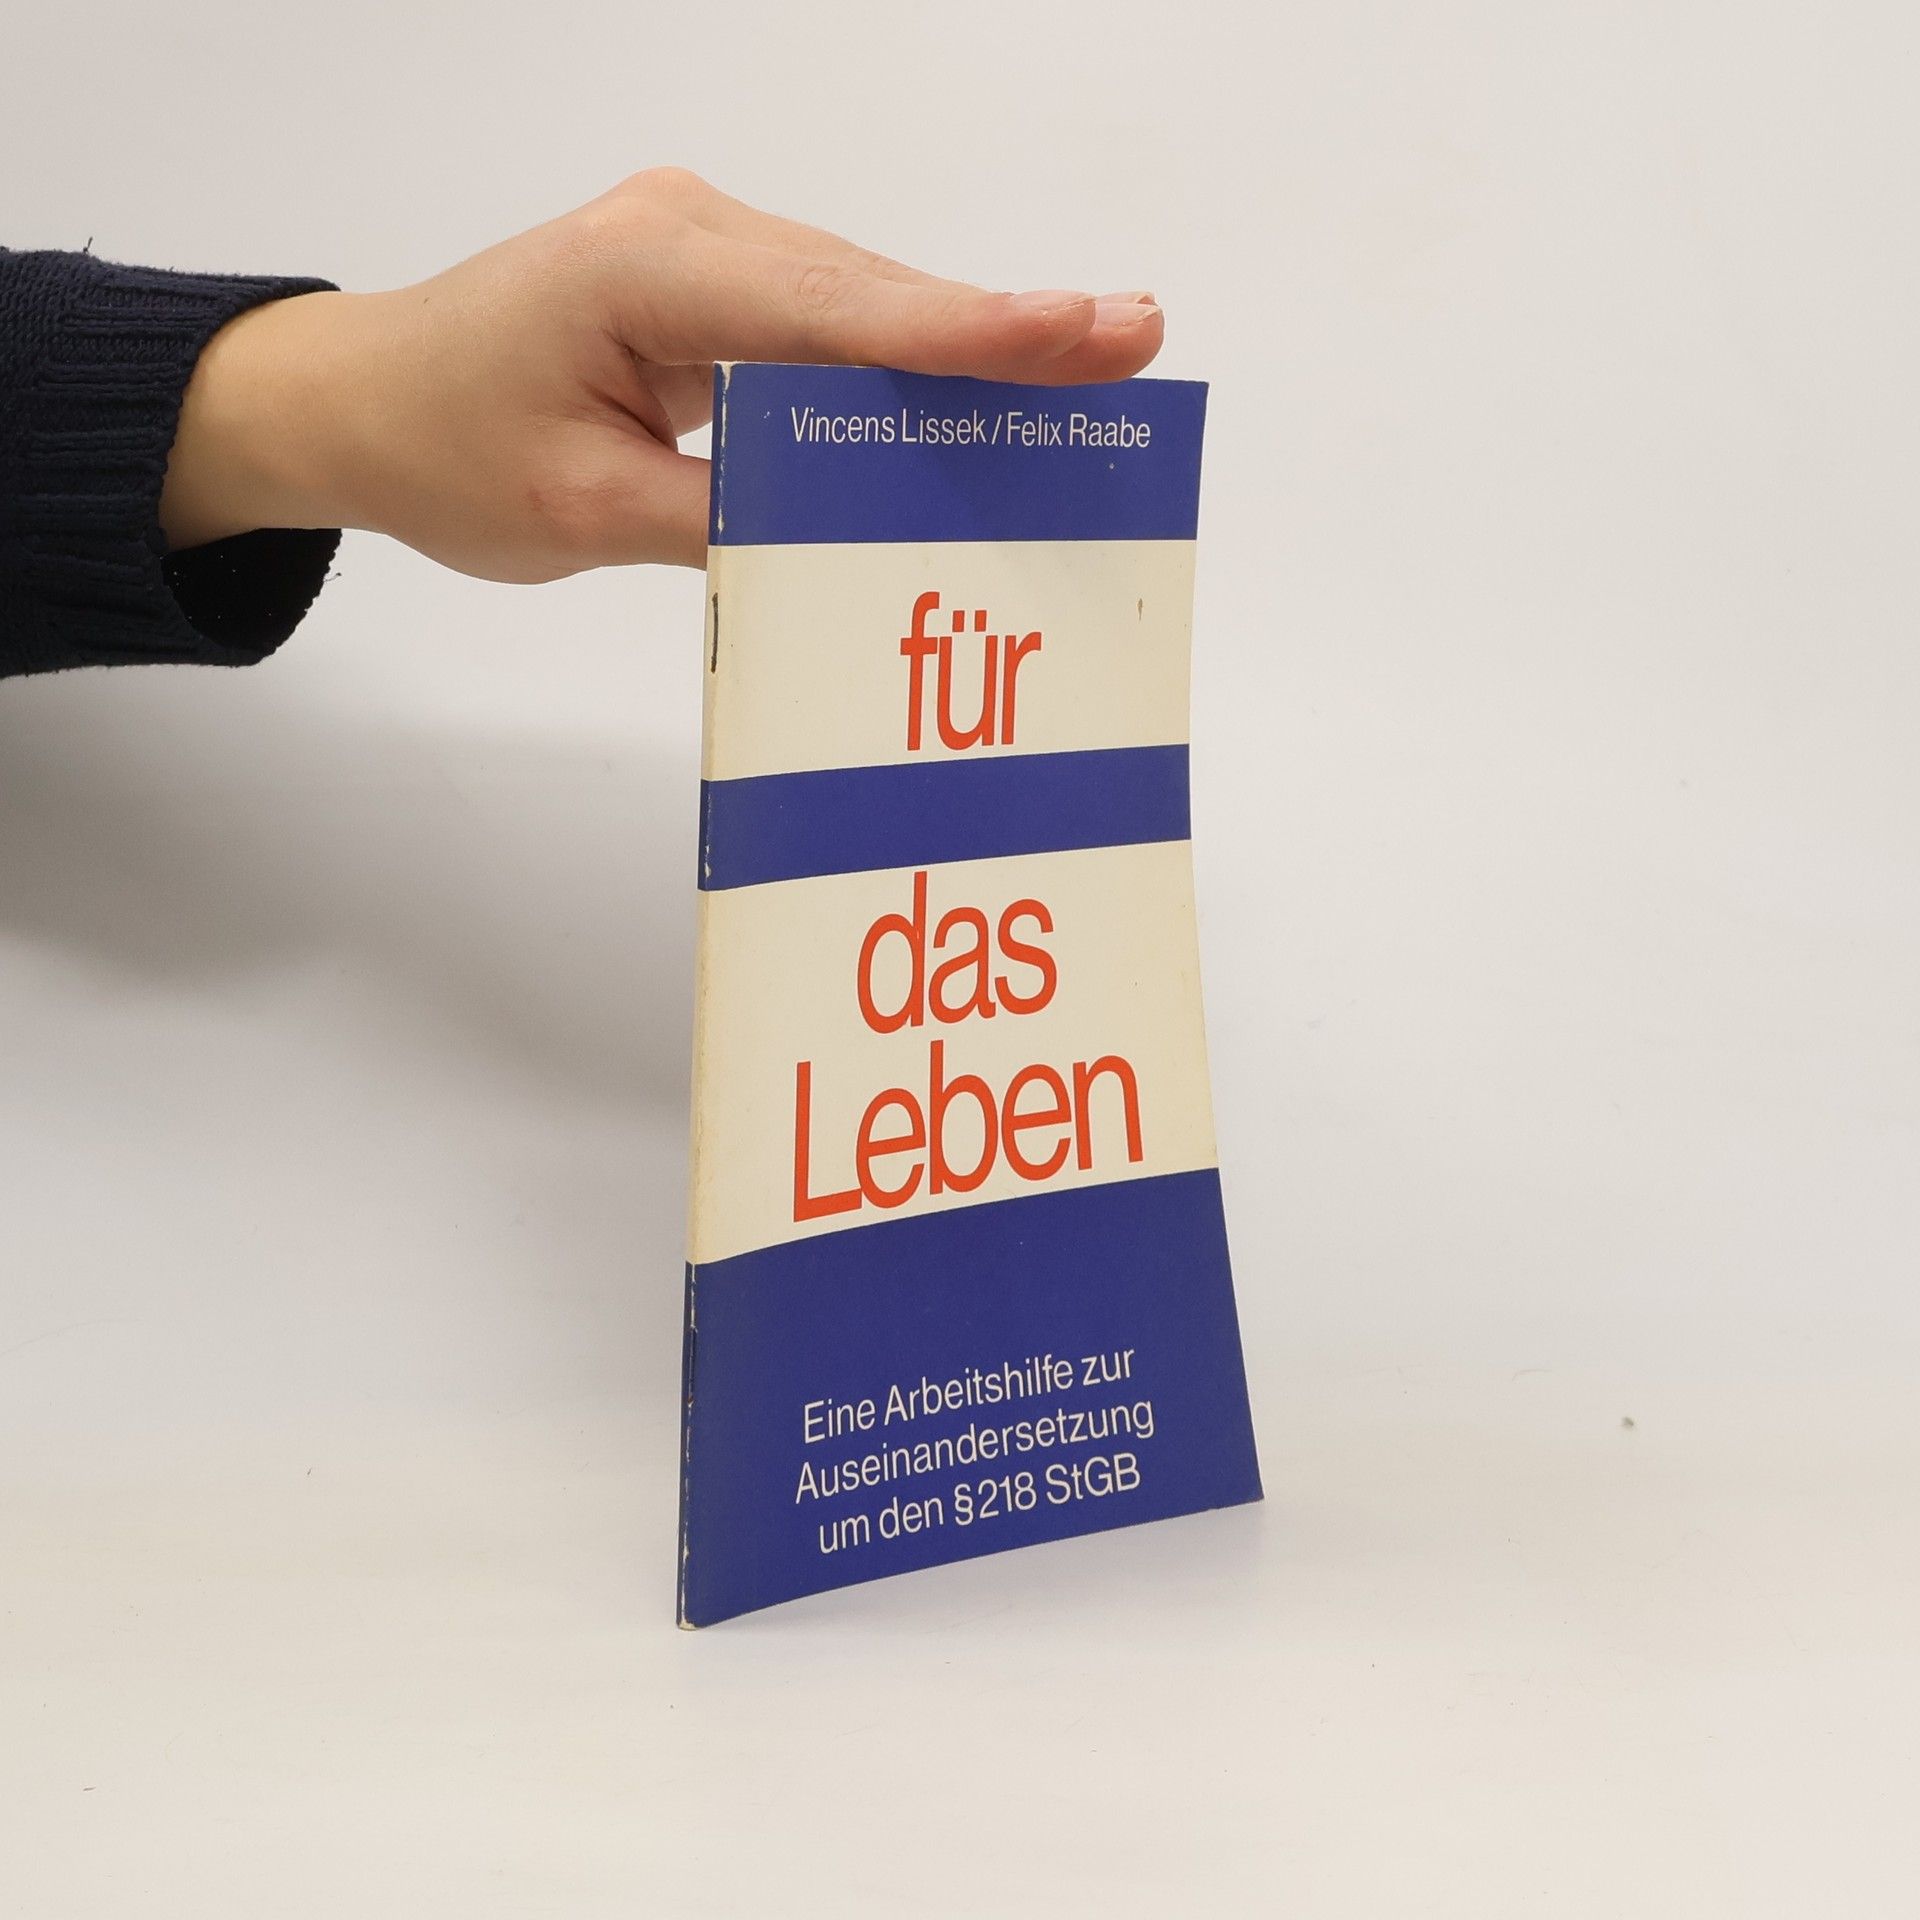 Vincens Lissek/Felix Raabe
für
das
Leben
Eine Arbeitshilfe zur
Auseinandersetzung
um den §218 StGB